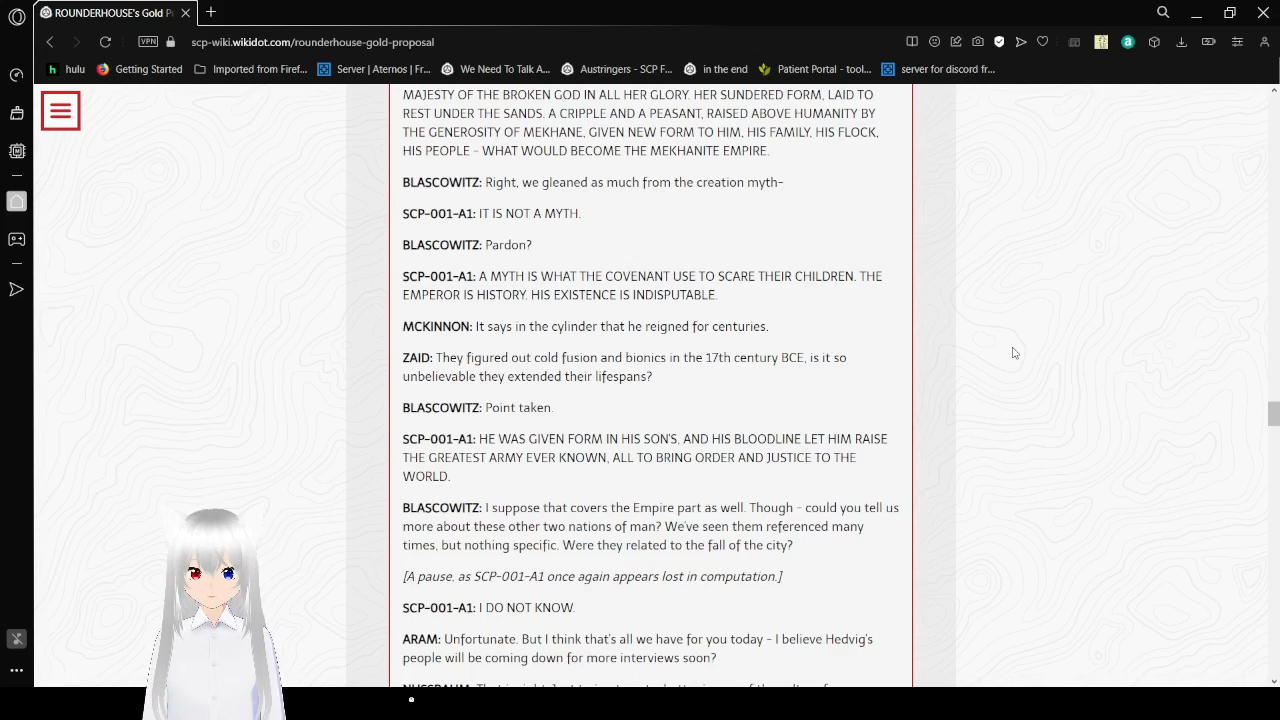 ROUNDERHOUSE's Gold P
scp-wiki.wikidot.com/rounderhouse-gold-proposal
VPN
hulu
Getting Started
Imported from Firef...
Server | Aternos | Fr...
We Need To Talk A...
Austringers - SCP F...
in the end
Patient Portal - tool...
server for discord fr...
MAJESTY OF THE BROKEN GOD IN ALL HER GLORY. HER SUNDERED FORM, LAID TO
REST UNDER THE SANDS. A CRIPPLE AND A PEASANT, RAISED ABOVE HUMANITY BY
THE GENEROSITY OF MEKHANE, GIVEN NEW FORM TO HIM, HIS FAMILY, HIS FLOCK,
HIS PEOPLE – WHAT WOULD BECOME THE MEKHANITE EMPIRE.
BLASCOWITZ: Right, we gleaned as much from the creation myth–
SCP-001-A1: IT IS NOT A MYTH.
BLASCOWITZ: Pardon?
SCP-001-A1: A MYTH IS WHAT THE COVENANT USE TO SCARE THEIR CHILDREN. THE
EMPEROR IS HISTORY. HIS EXISTENCE IS INDISPUTABLE.
MCKINNON: It says in the cylinder that he reigned for centuries.
ZAID: They figured out cold fusion and bionics in the 17th century BCE, is it so
unbelievable they extended their lifespans?
BLASCOWITZ: Point taken.
SCP-001-A1: HE WAS GIVEN FORM IN HIS SON'S, AND HIS BLOODLINE LET HIM RAISE
THE GREATEST ARMY EVER KNOWN, ALL TO BRING ORDER AND JUSTICE TO THE
WORLD.
BLASCOWITZ: I suppose that covers the Empire part as well. Though – could you tell us
more about these other two nations of man? We've seen them referenced many
times, but nothing specific. Were they related to the fall of the city?
[A pause, as SCP-001-A1 once again appears lost in computation.]
SCP-001-A1: I DO NOT KNOW.
ARAM: Unfortunate. But I think that's all we have for you today – I believe Hedvig's
people will be coming down for more interviews soon?